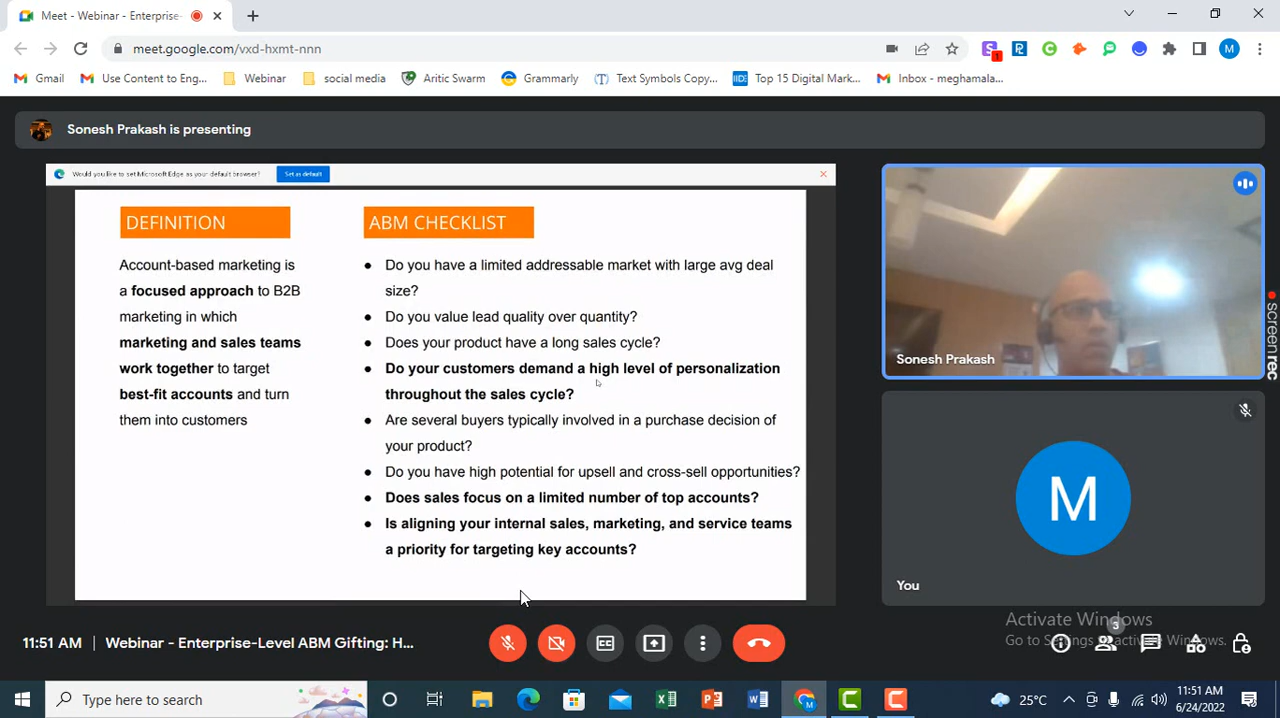 Meet - Webinar - Enterprise-
meet.google.com/vxd-hxmt-nnn
M
Gmail
Use Content to Eng...
Webinar
social media
Aritic Swarm
Grammarly
Text Symbols Copy...
Top 15 Digital Mark...
Inbox - meghamala...
Sonesh Prakash is presenting
Would you like to set Microsoft Edge as your default browser?
Set as default
DEFINITION
Account-based marketing is
a focused approach to B2B
marketing in which
marketing and sales teams
work together to target
best-fit accounts and turn
them into customers
ABM CHECKLIST
● Do you have a limited addressable market with large avg deal
size?
● Do you value lead quality over quantity?
● Does your product have a long sales cycle?
● Do your customers demand a high level of personalization
throughout the sales cycle?
● Are several buyers typically involved in a purchase decision of
your product?
● Do you have high potential for upsell and cross-sell opportunities?
● Does sales focus on a limited number of top accounts?
● Is aligning your internal sales, marketing, and service teams
a priority for targeting key accounts?
Sonesh Prakash
M
You
screenrec
11:51 AM | Webinar - Enterprise-Level ABM Gifting: H...
Activate Windows
Go to Settings to activate Windows.
3
Type here to search
25°C
11:51 AM
6/24/2022